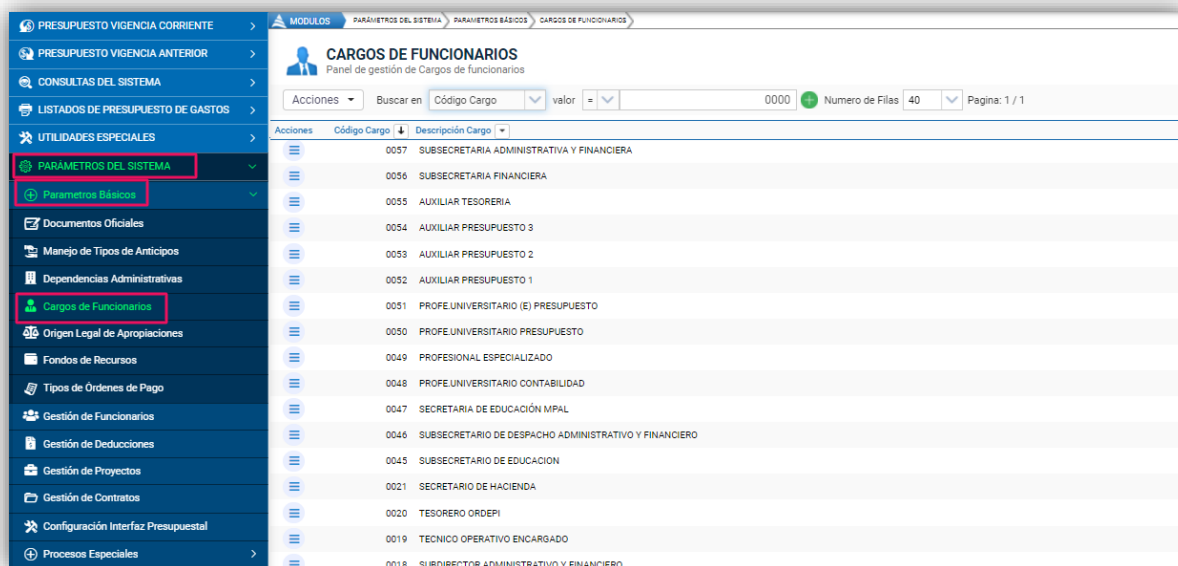 PRESUPUESTO VIGENCIA CORRIENTE
PRESUPUESTO VIGENCIA ANTERIOR
CONSULTAS DEL SISTEMA
LISTADOS DE PRESUPUESTO DE GASTOS
UTILIDADES ESPECIALES
PARÁMETROS DEL SISTEMA
Parametros Básicos
Documentos Oficiales
Manejo de Tipos de Anticipos
Dependencias Administrativas
Cargos de Funcionarios
Origen Legal de Apropiaciones
Fondos de Recursos
Tipos de Órdenes de Pago
Gestión de Funcionarios
Gestión de Deducciones
Gestión de Proyectos
Gestión de Contratos
Configuración Interfaz Presupuestal
Procesos Especiales
MODULOS PARÁMETROS DEL SISTEMA PARAMETROS BÁSICOS CARGOS DE FUNCIONARIOS
CARGOS DE FUNCIONARIOS
Panel de gestión de Cargos de funcionarios
Acciones Buscar en Código Cargo valor = 0000 Numero de Filas 40 Pagina: 1 / 1
Acciones Código Cargo Descripción Cargo
0057 SUBSECRETARIA ADMINISTRATIVA Y FINANCIERA
0056 SUBSECRETARIA FINANCIERA
0055 AUXILIAR TESORERIA
0054 AUXILIAR PRESUPUESTO 3
0053 AUXILIAR PRESUPUESTO 2
0052 AUXILIAR PRESUPUESTO 1
0051 PROFE.UNIVERSITARIO (E) PRESUPUESTO
0050 PROFE.UNIVERSITARIO PRESUPUESTO
0049 PROFESIONAL ESPECIALIZADO
0048 PROFE.UNIVERSITARIO CONTABILIDAD
0047 SECRETARIA DE EDUCACIÓN MPAL
0046 SUBSECRETARIO DE DESPACHO ADMINISTRATIVO Y FINANCIERO
0045 SUBSECRETARIO DE EDUCACION
0021 SECRETARIO DE HACIENDA
0020 TESORERO ORDEPI
0019 TECNICO OPERATIVO ENCARGADO
0018 SUBDIRECTOR ADMINISTRATIVO Y FINANCIERO